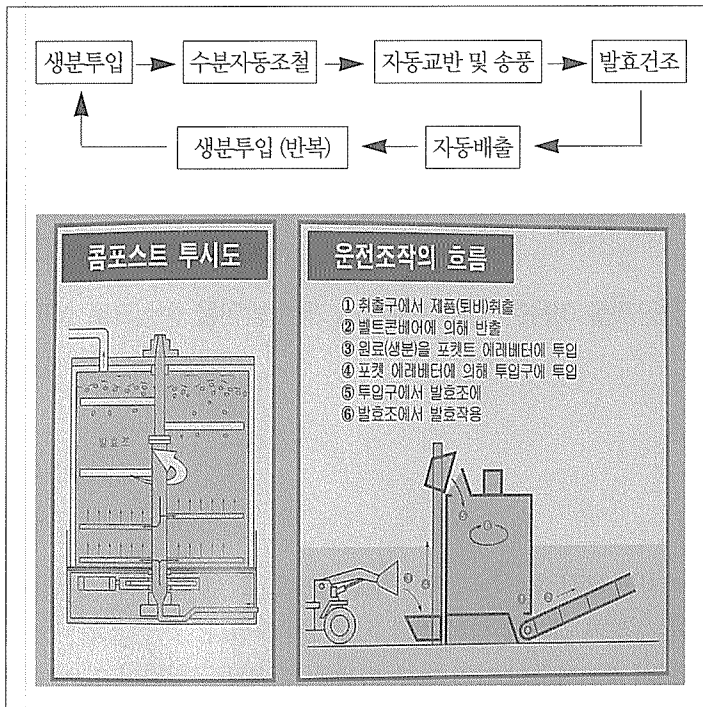 생분투입
수분자동조철
자동교반 및 송풍
발효건조
생분투입 (반복)
자동배출
콤포스트 투시도
발효조
운전조작의 흐름
① 취출구에서 제품(퇴비)취출
② 벨트콘베어에 의해 반출
③ 원료(생분)을 포켓트 에레베터에 투입
④ 포켓 에레베터에 의해 투입구에 투입
⑤ 투입구에서 발효조에
⑥ 발효조에서 발효작용